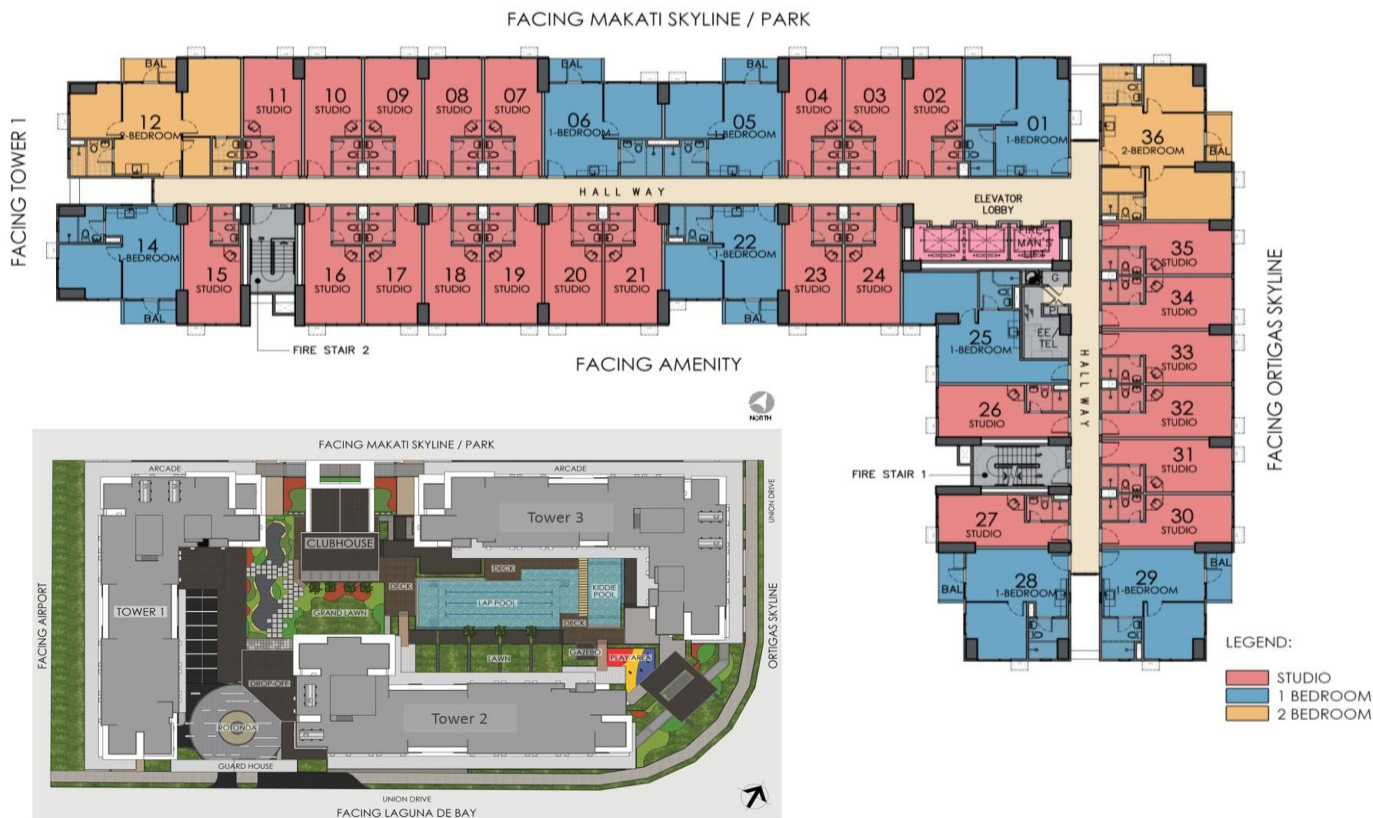 FACING MAKATI SKYLINE / PARK
BAL
BAL
BAL
12
2-BEDROOM
11
STUDIO
10
STUDIO
09
STUDIO
08
STUDIO
07
STUDIO
06
1-BEDROOM
05
1-BEDROOM
04
STUDIO
03
STUDIO
02
STUDIO
01
1-BEDROOM
36
2-BEDROOM
BAL
FACING TOWER 1
HALL WAY
ELEVATOR
LOBBY
FIRE
MAN'S
LIFT
14
1-BEDROOM
BAL
15
STUDIO
16
STUDIO
17
STUDIO
18
STUDIO
19
STUDIO
20
STUDIO
21
STUDIO
22
1-BEDROOM
BAL
23
STUDIO
24
STUDIO
35
STUDIO
34
STUDIO
G
P
EE/
TEL
25
1-BEDROOM
HALL WAY
33
STUDIO
32
STUDIO
FACING ORTIGAS SKYLINE
FIRE STAIR 2
FACING AMENITY
26
STUDIO
31
STUDIO
FIRE STAIR 1
27
STUDIO
30
STUDIO
28
1-BEDROOM
BAL
29
1-BEDROOM
BAL
NORTH
LEGEND:
STUDIO
1 BEDROOM
2 BEDROOM
FACING MAKATI SKYLINE / PARK
ARCADE
ARCADE
UNION DRIVE
Tower 3
CLUBHOUSE
DECK
DECK
KIDDIE
POOL
LAP POOL
GRAND LAWN
TOWER 1
DECK
FACING AIRPORT
ORTIGAS SKYLINE
GAZEBO
PLAY AREA
LAWN
DROP-OFF
Tower 2
ROTONDA
GUARD HOUSE
UNION DRIVE
FACING LAGUNA DE BAY